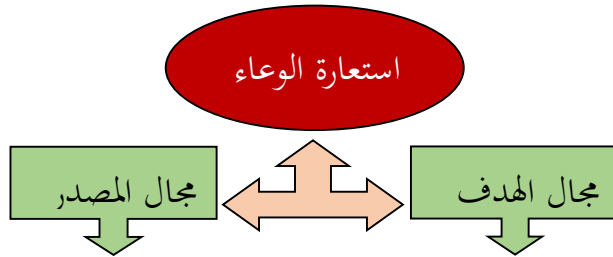 استعارة الوعاء
مجال الهدف
مجال المصدر